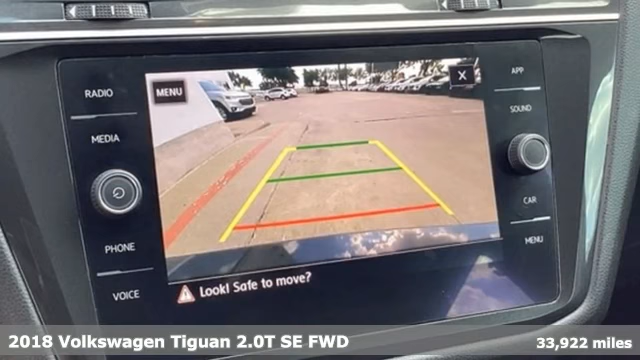 RADIO
MEDIA
PHONE
VOICE
MENU
X
APP
SOUND
CAR
MENU
Look! Safe to move?
2018 Volkswagen Tiguan 2.0T SE FWD
33,922 miles